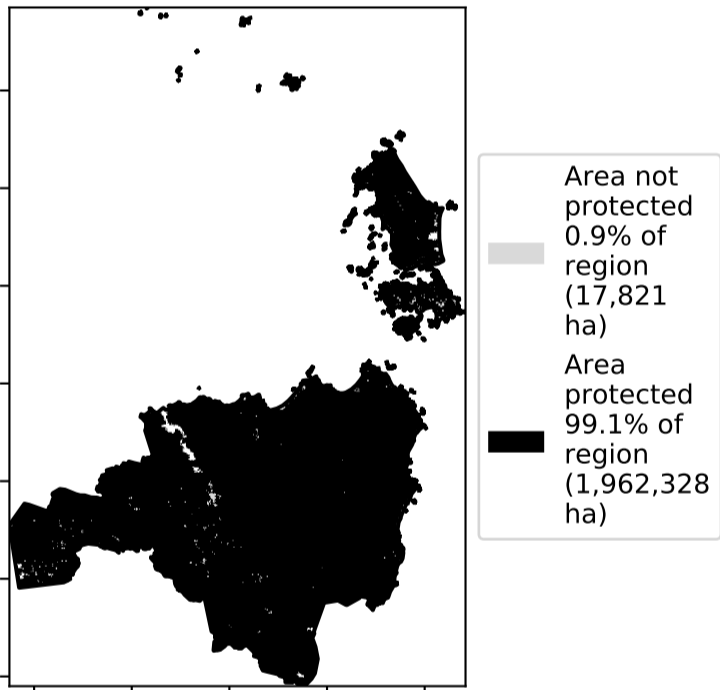 Area not
protected
0.9% of
region
(17,821
ha)
Area
protected
99.1% of
region
(1,962,328
ha)